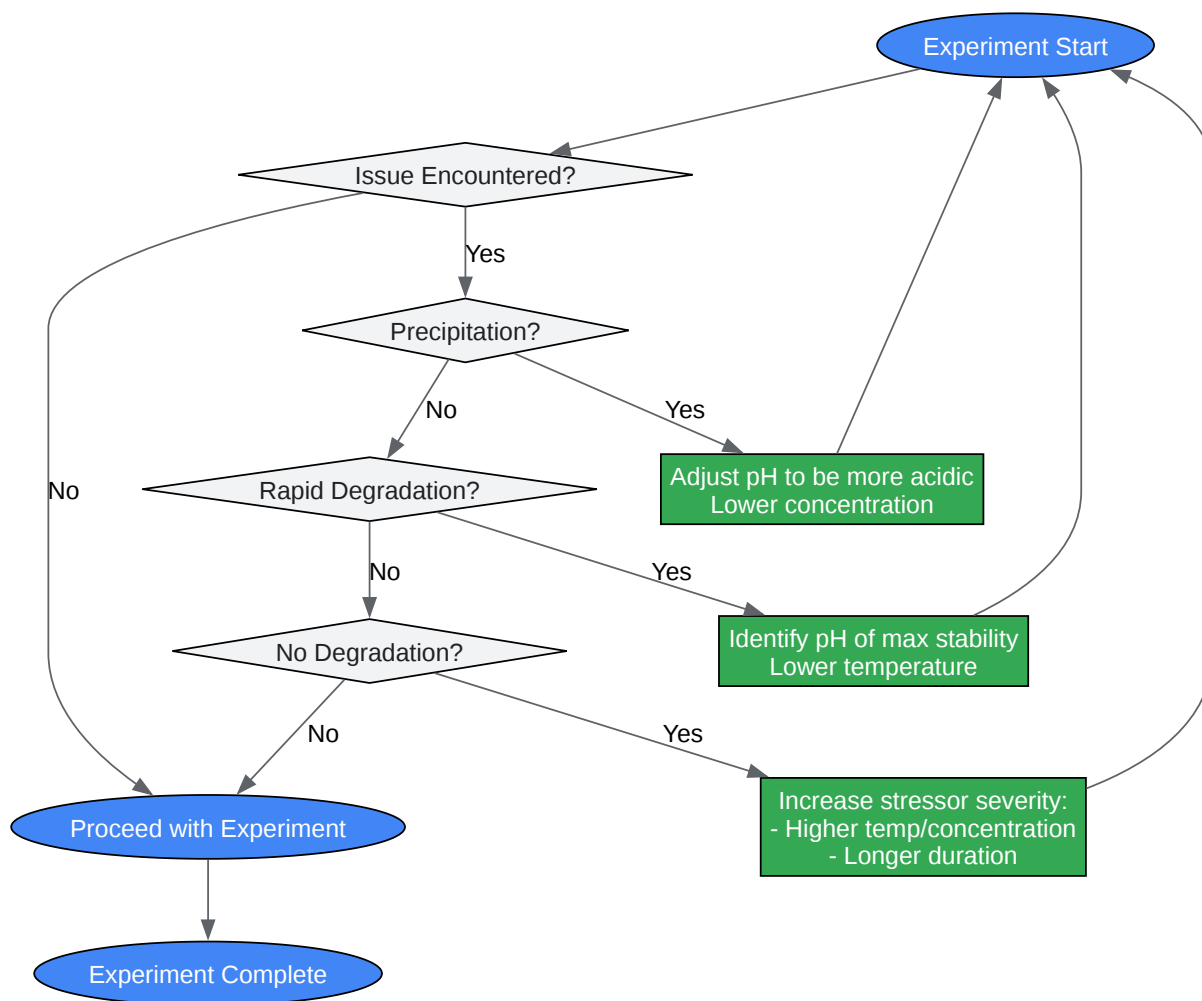 Experiment Start
Issue Encountered?
Yes
Precipitation?
No
Yes
No
Adjust pH to be more acidic
Lower concentration
Rapid Degradation?
No
Yes
Identify pH of max stability
Lower temperature
No Degradation?
No
Yes
Increase stressor severity:
- Higher temp/concentration
- Longer duration
Proceed with Experiment
Experiment Complete